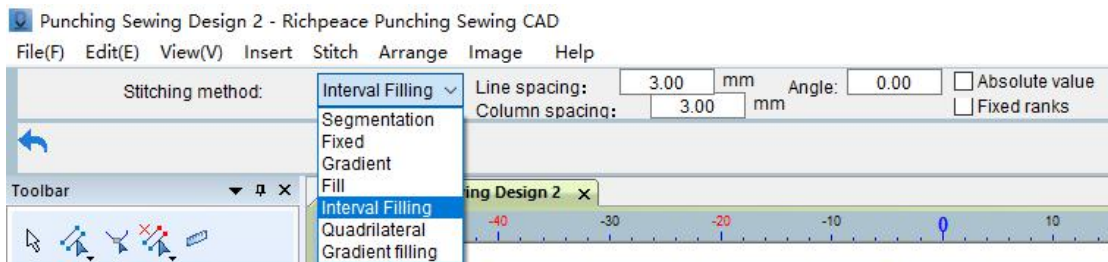 Punching Sewing Design 2 - Richpeace Punching Sewing CAD
File(F) Edit(E) View(V) Insert Stitch Arrange Image Help
Stitching method: Interval Filling Line spacing: 3.00 mm Angle: 0.00 Absolute value
Column spacing: 3.00 mm Fixed ranks
Segmentation
Fixed
Gradient
Fill
Interval Filling
Quadrilateral
Gradient filling
Toolbar
ing Design 2
-40 -30 -20 -10 0 10